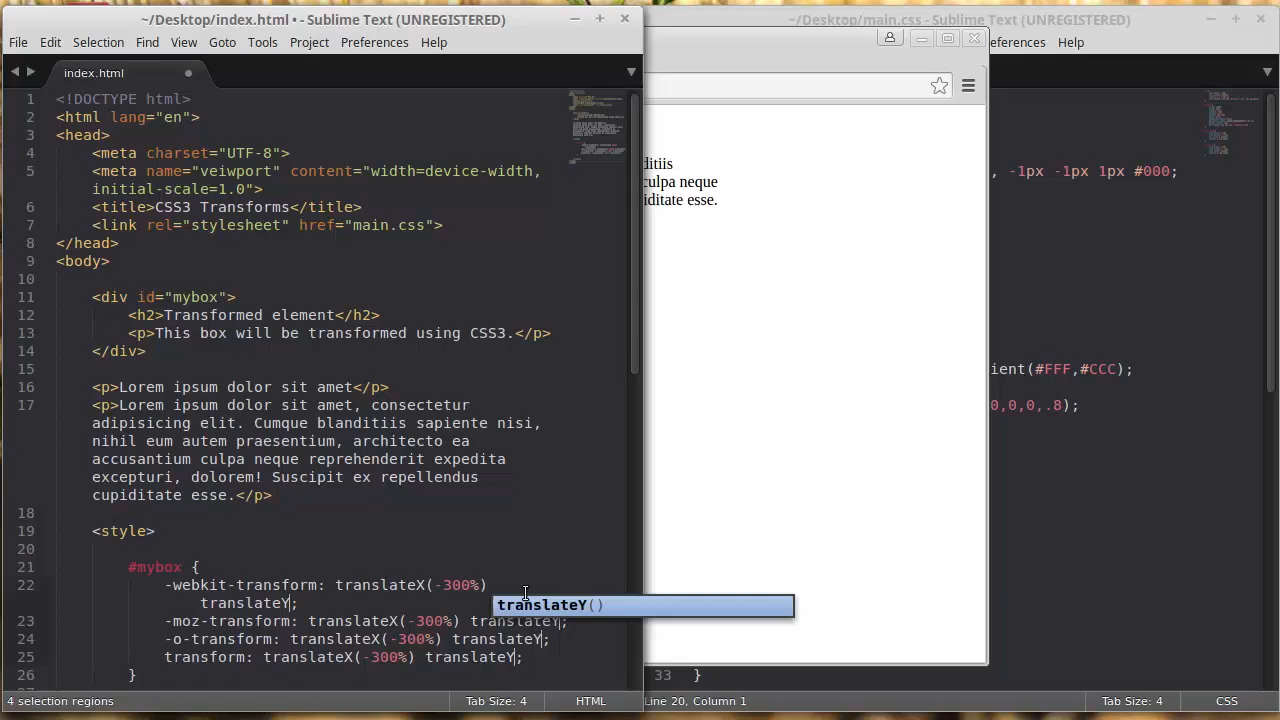 ~/Desktop/index.html • - Sublime Text (UNREGISTERED)
~/Desktop/main.css - Sublime Text (UNREGISTERED)
File Edit Selection Find View Goto Tools Project Preferences Help
eferences Help
index.html
1 <!DOCTYPE html>
2 <html lang="en">
3 <head>
4 <meta charset="UTF-8">
5 <meta name="veiwport" content="width=device-width,
initial-scale=1.0">
6 <title>CSS3 Transforms</title>
7 <link rel="stylesheet" href="main.css">
8 </head>
9 <body>
10
11 <div id="mybox">
12 <h2>Transformed element</h2>
13 <p>This box will be transformed using CSS3.</p>
14 </div>
15
16 <p>Lorem ipsum dolor sit amet</p>
17 <p>Lorem ipsum dolor sit amet, consectetur
adipisicing elit. Cumque blanditiis sapiente nisi,
nihil eum autem praesentium, architecto ea
accusantium culpa neque reprehenderit expedita
excepturi, dolorem! Suscipit ex repellendus
cupiditate esse.</p>
18
19 <style>
20
21 #mybox {
22 -webkit-transform: translateX(-300%)
translateY;
23 -moz-transform: translateX(-300%) translateY;
24 -o-transform: translateX(-300%) translateY;
25 transform: translateX(-300%) translateY;
26 }
translateY()
4 selection regions Tab Size: 4 HTML
ditiis
culpa neque
iditate esse.
, -1px -1px 1px #000;
ient(#FFF,#CCC);
0,0,0,.8);
33 }
Line 20, Column 1 Tab Size: 4 CSS